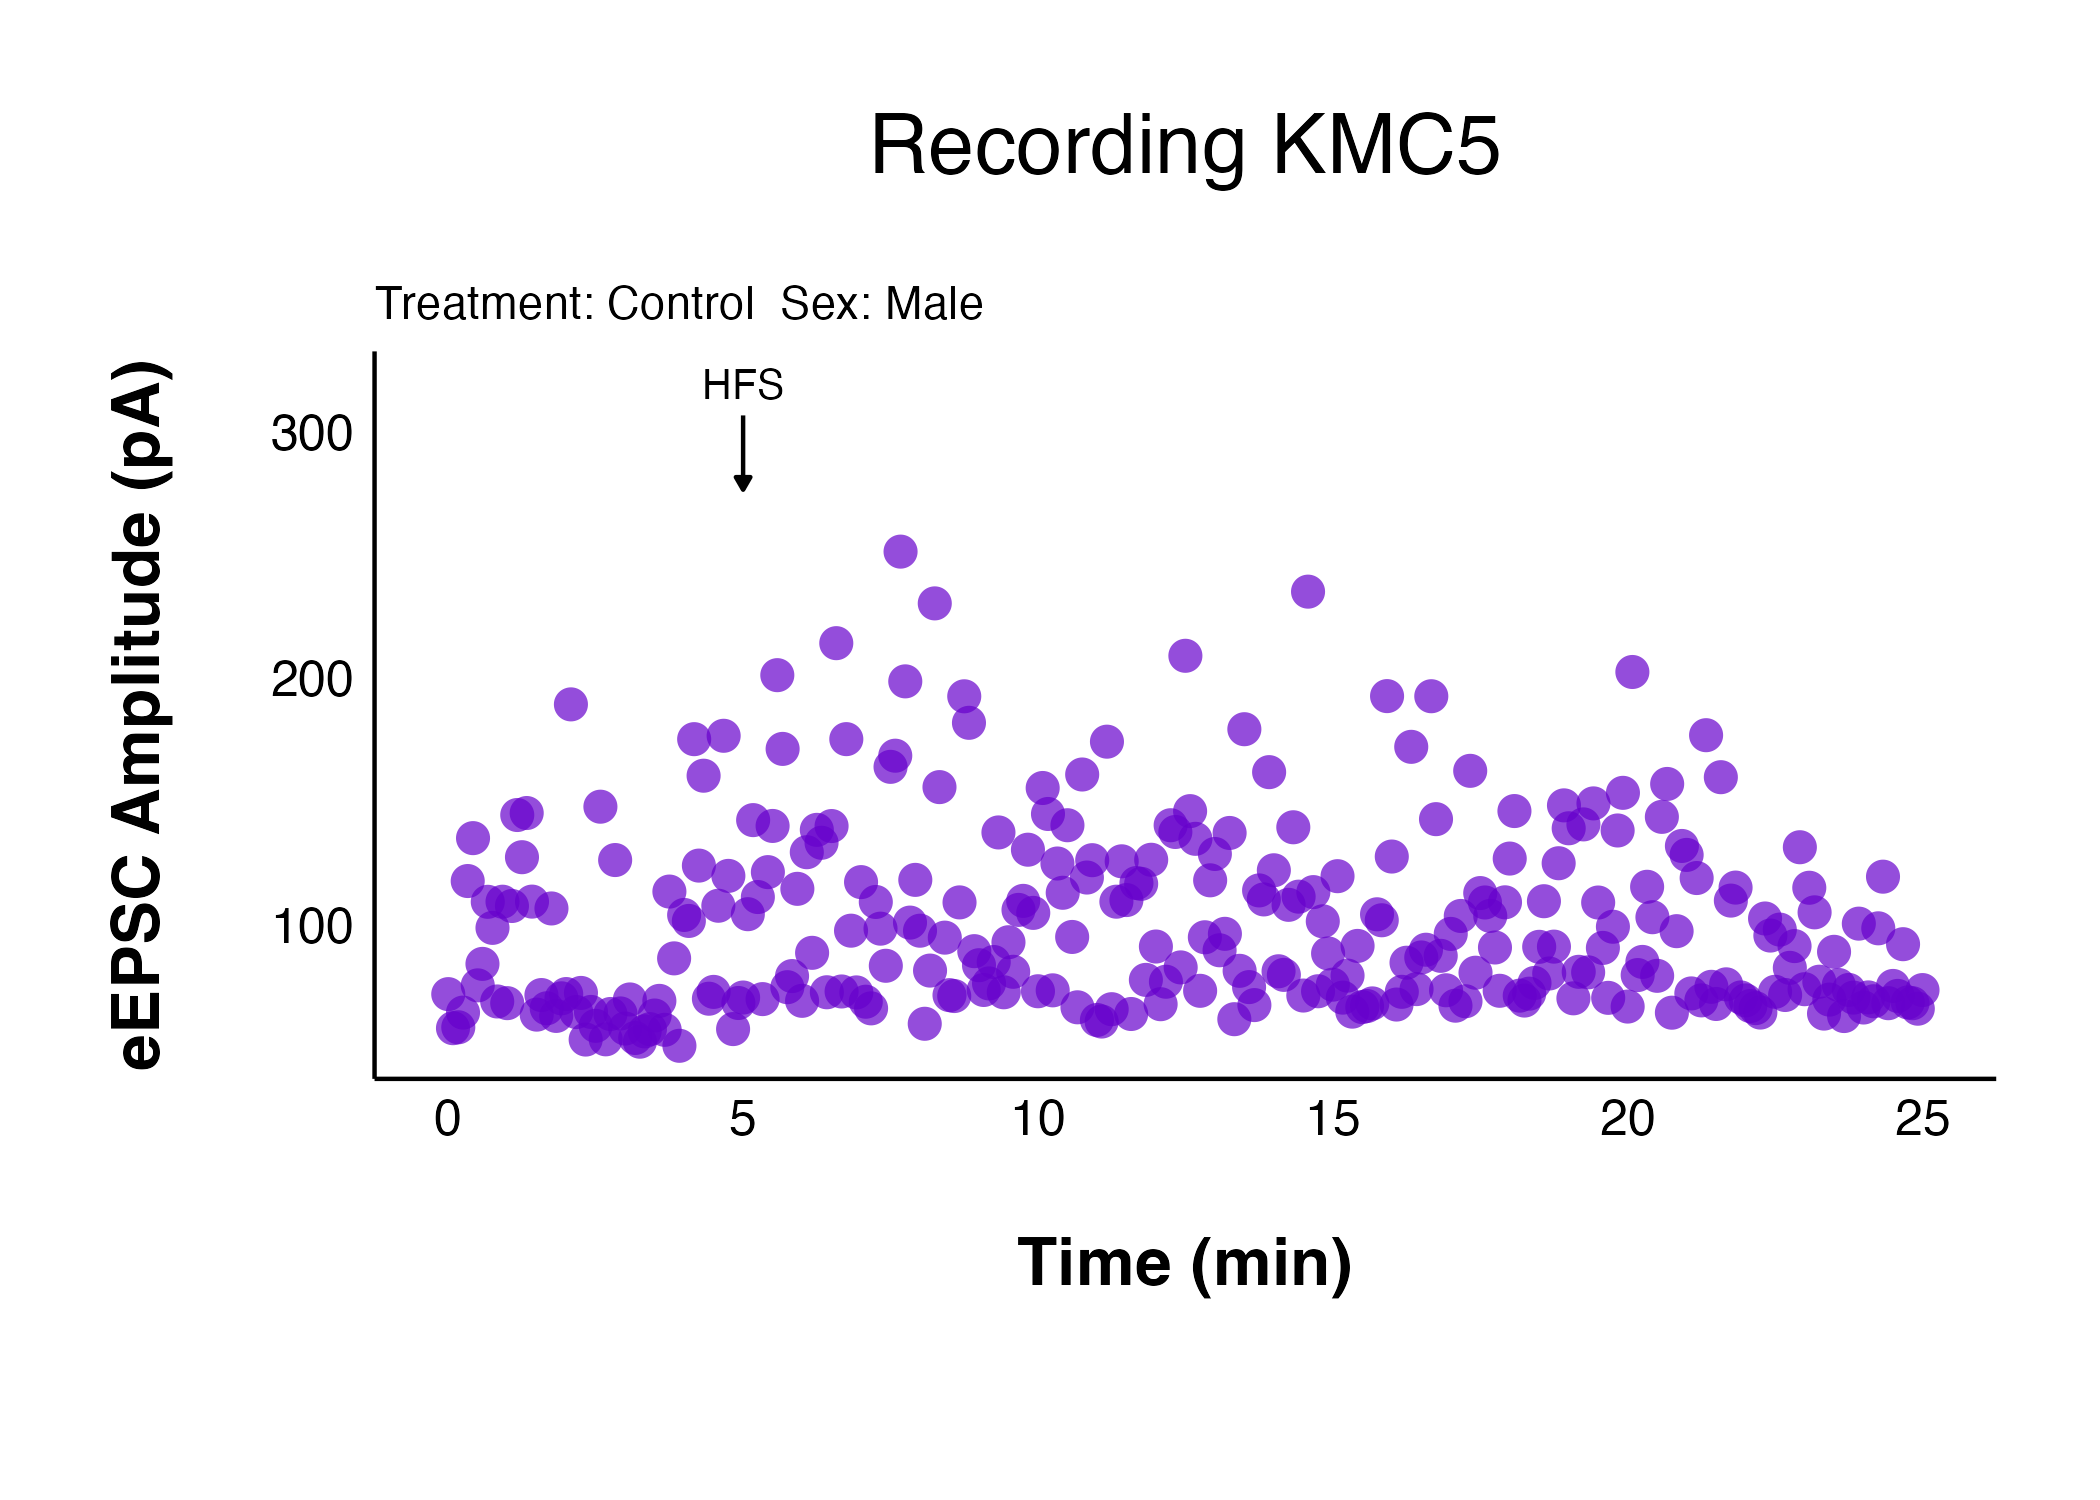 Recording KMC5
Treatment: Control  Sex: Male
HFS
eEPSC Amplitude (pA)
300
200
100
0 5 10 15 20 25
Time (min)